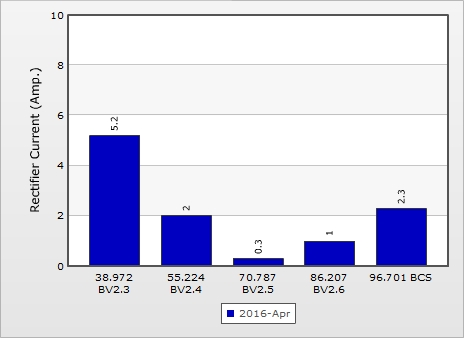 10
8
6
4
2
0
Rectifier Current (Amp.)
5.2
2
0.3
1
2.3
38.972 BV2.3
55.224 BV2.4
70.787 BV2.5
86.207 BV2.6
96.701 BCS
2016-Apr